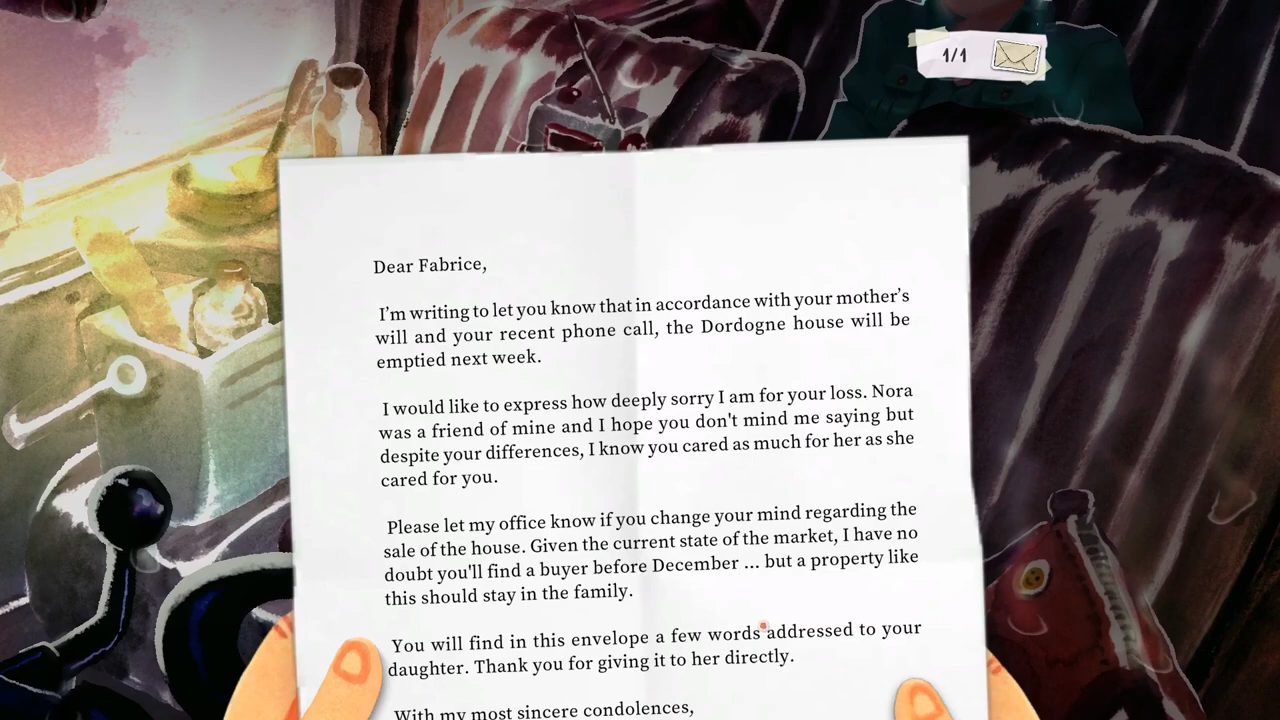 1/1
Dear Fabrice,
I’m writing to let you know that in accordance with your mother’s
will and your recent phone call, the Dordogne house will be
emptied next week.
I would like to express how deeply sorry I am for your loss. Nora
was a friend of mine and I hope you don't mind me saying but
despite your differences, I know you cared as much for her as she
cared for you.
Please let my office know if you change your mind regarding the
sale of the house. Given the current state of the market, I have no
doubt you'll find a buyer before December ... but a property like
this should stay in the family.
You will find in this envelope a few words addressed to your
daughter. Thank you for giving it to her directly.
With my most sincere condolences,